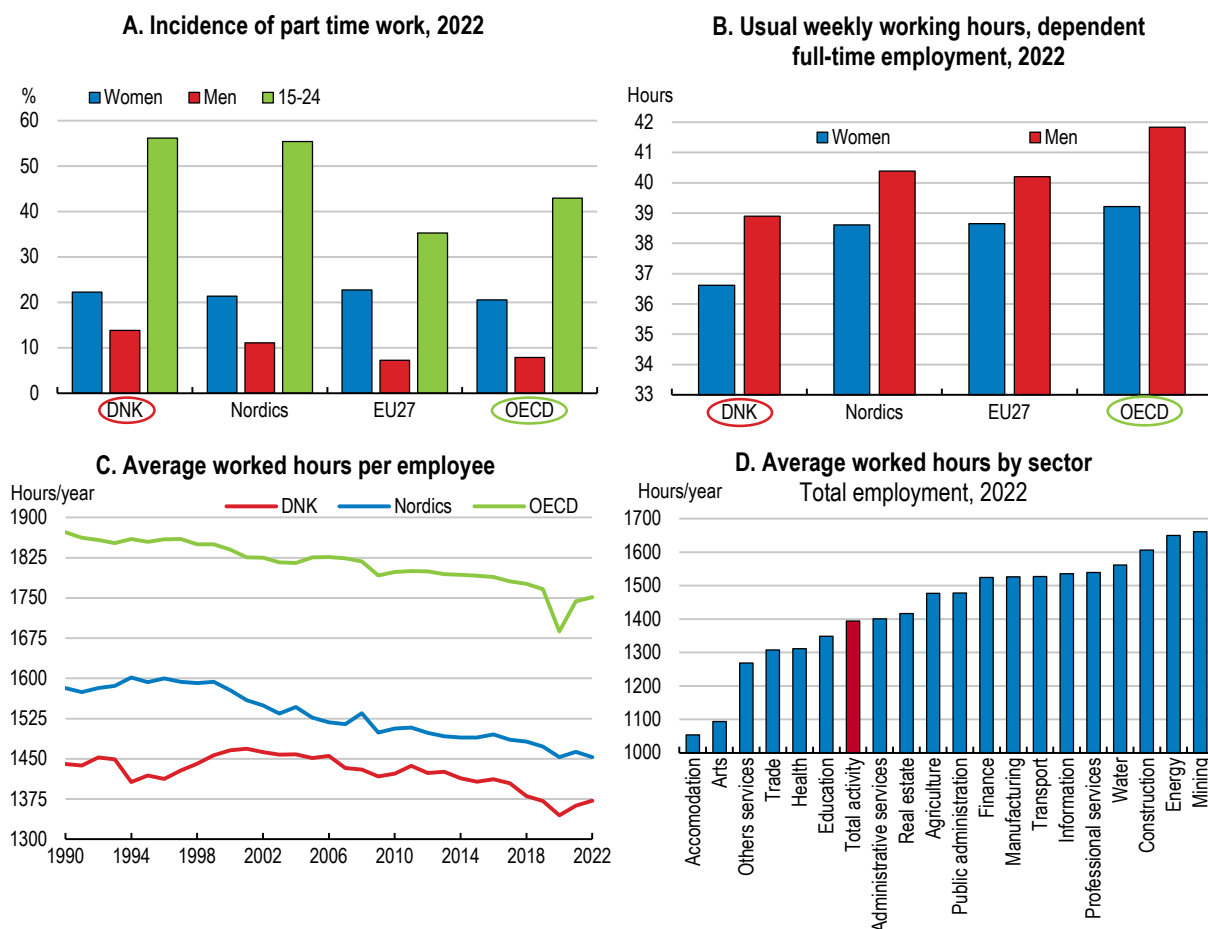 A. Incidence of part time work, 2022
%
Women Men 15-24
60
50
40
30
20
10
0
DNK Nordics EU27 OECD
B. Usual weekly working hours, dependent
full-time employment, 2022
Hours
Women Men
42
41
40
39
38
37
36
35
34
33
DNK Nordics EU27 OECD
C. Average worked hours per employee
Hours/year
DNK Nordics OECD
1900
1825
1750
1675
1600
1525
1450
1375
1300
1990 1994 1998 2002 2006 2010 2014 2018 2022
D. Average worked hours by sector
Total employment, 2022
Hours/year
1700
1600
1500
1400
1300
1200
1100
1000
Accomodation
Arts
Others services
Trade
Health
Education
Total activity
Administrative services
Real estate
Agriculture
Public administration
Finance
Manufacturing
Transport
Information
Professional services
Water
Construction
Energy
Mining